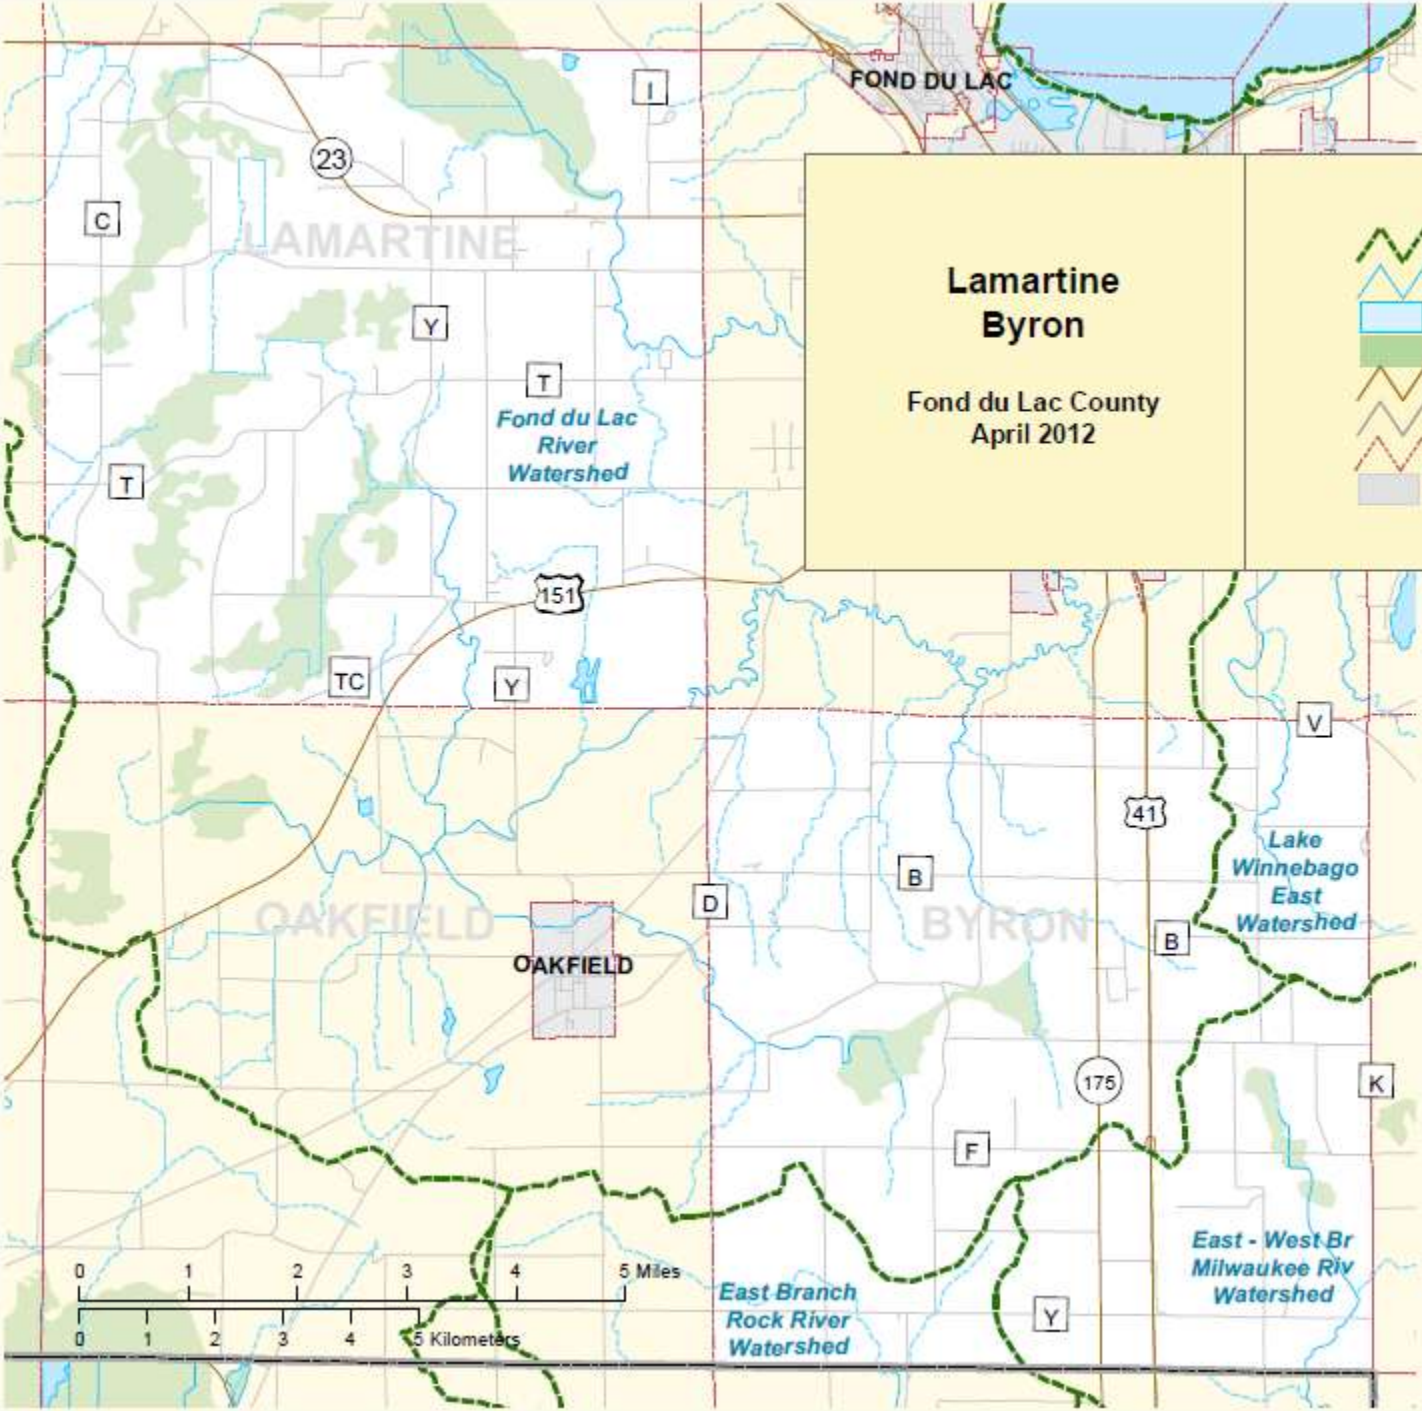 FOND DU LAC
I
23
C
LAMARTINE
Lamartine
Byron
Fond du Lac County
April 2012
Y
T
Fond du Lac
River
Watershed
T
151
TC
Y
V
41
Lake
Winnebago
East
Watershed
B
D
OAKFIELD
BYRON
B
OAKFIELD
175
K
F
East - West Br
Milwaukee Riv
Watershed
0 1 2 3 4 5 Miles
0 1 2 3 4 5 Kilometers
East Branch
Rock River
Watershed
Y